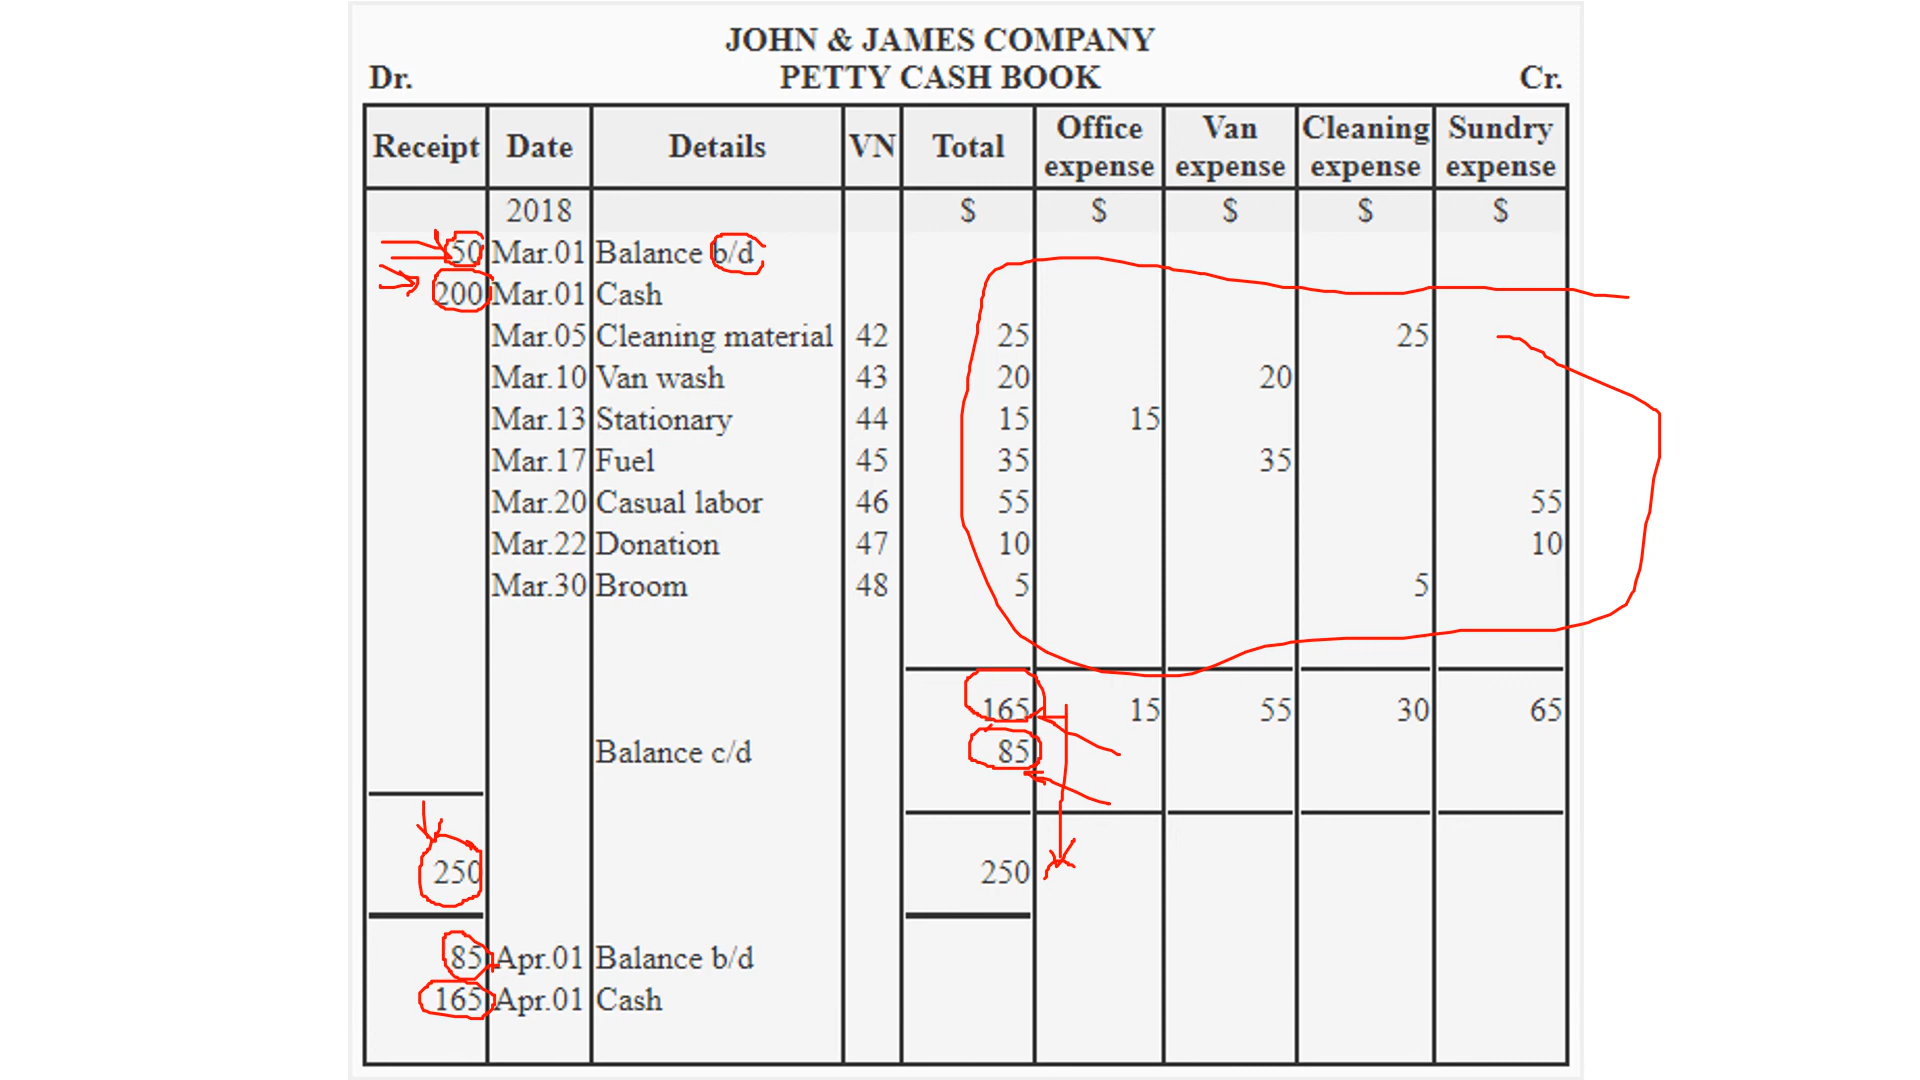 JOHN & JAMES COMPANY
Dr. PETTY CASH BOOK Cr.
Receipt Date Details VN Total Office expense Van expense Cleaning expense Sundry expense
2018 $ $ $ $ $
50 Mar.01 Balance b/d
200 Mar.01 Cash
Mar.05 Cleaning material 42 25 25
Mar.10 Van wash 43 20 20
Mar.13 Stationary 44 15 15
Mar.17 Fuel 45 35 35
Mar.20 Casual labor 46 55 55
Mar.22 Donation 47 10 10
Mar.30 Broom 48 5 5
165 15 55 30 65
Balance c/d 85
250 250
85 Apr.01 Balance b/d
165 Apr.01 Cash